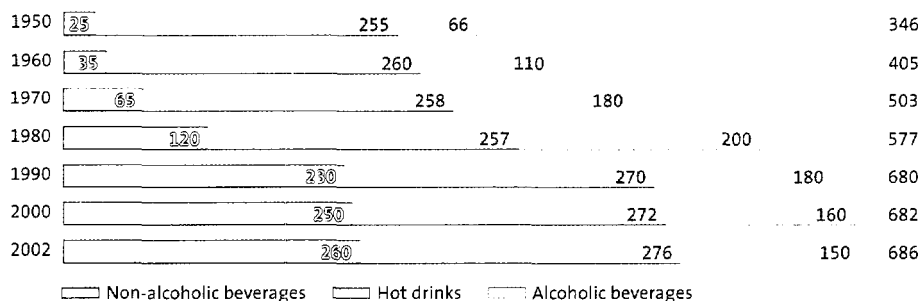 1950 25 255 66 346
1960 35 260 110 405
1970 65 258 180 503
1980 120 257 200 577
1990 230 270 180 680
2000 250 272 160 682
2002 260 276 150 686
Non-alcoholic beverages Hot drinks Alcoholic beverages